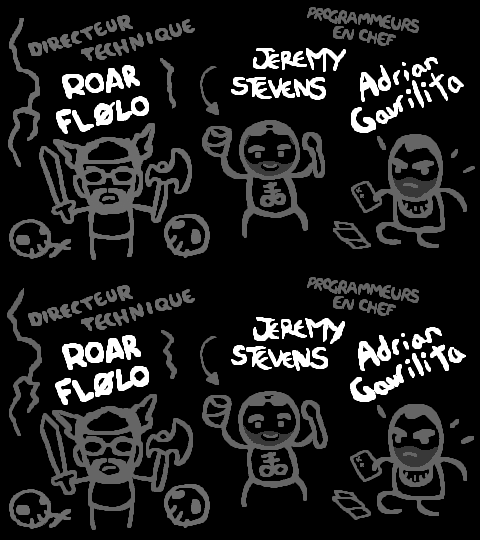 DIRECTEUR
TECHNIQUE
ROAR
FLØLO
PROGRAMMEURS
EN CHEF
JEREMY
STEVENS
Adrian
Gavrilita
DIRECTEUR
TECHNIQUE
ROAR
FLØLO
PROGRAMMEURS
EN CHEF
JEREMY
STEVENS
Adrian
Gavrilita